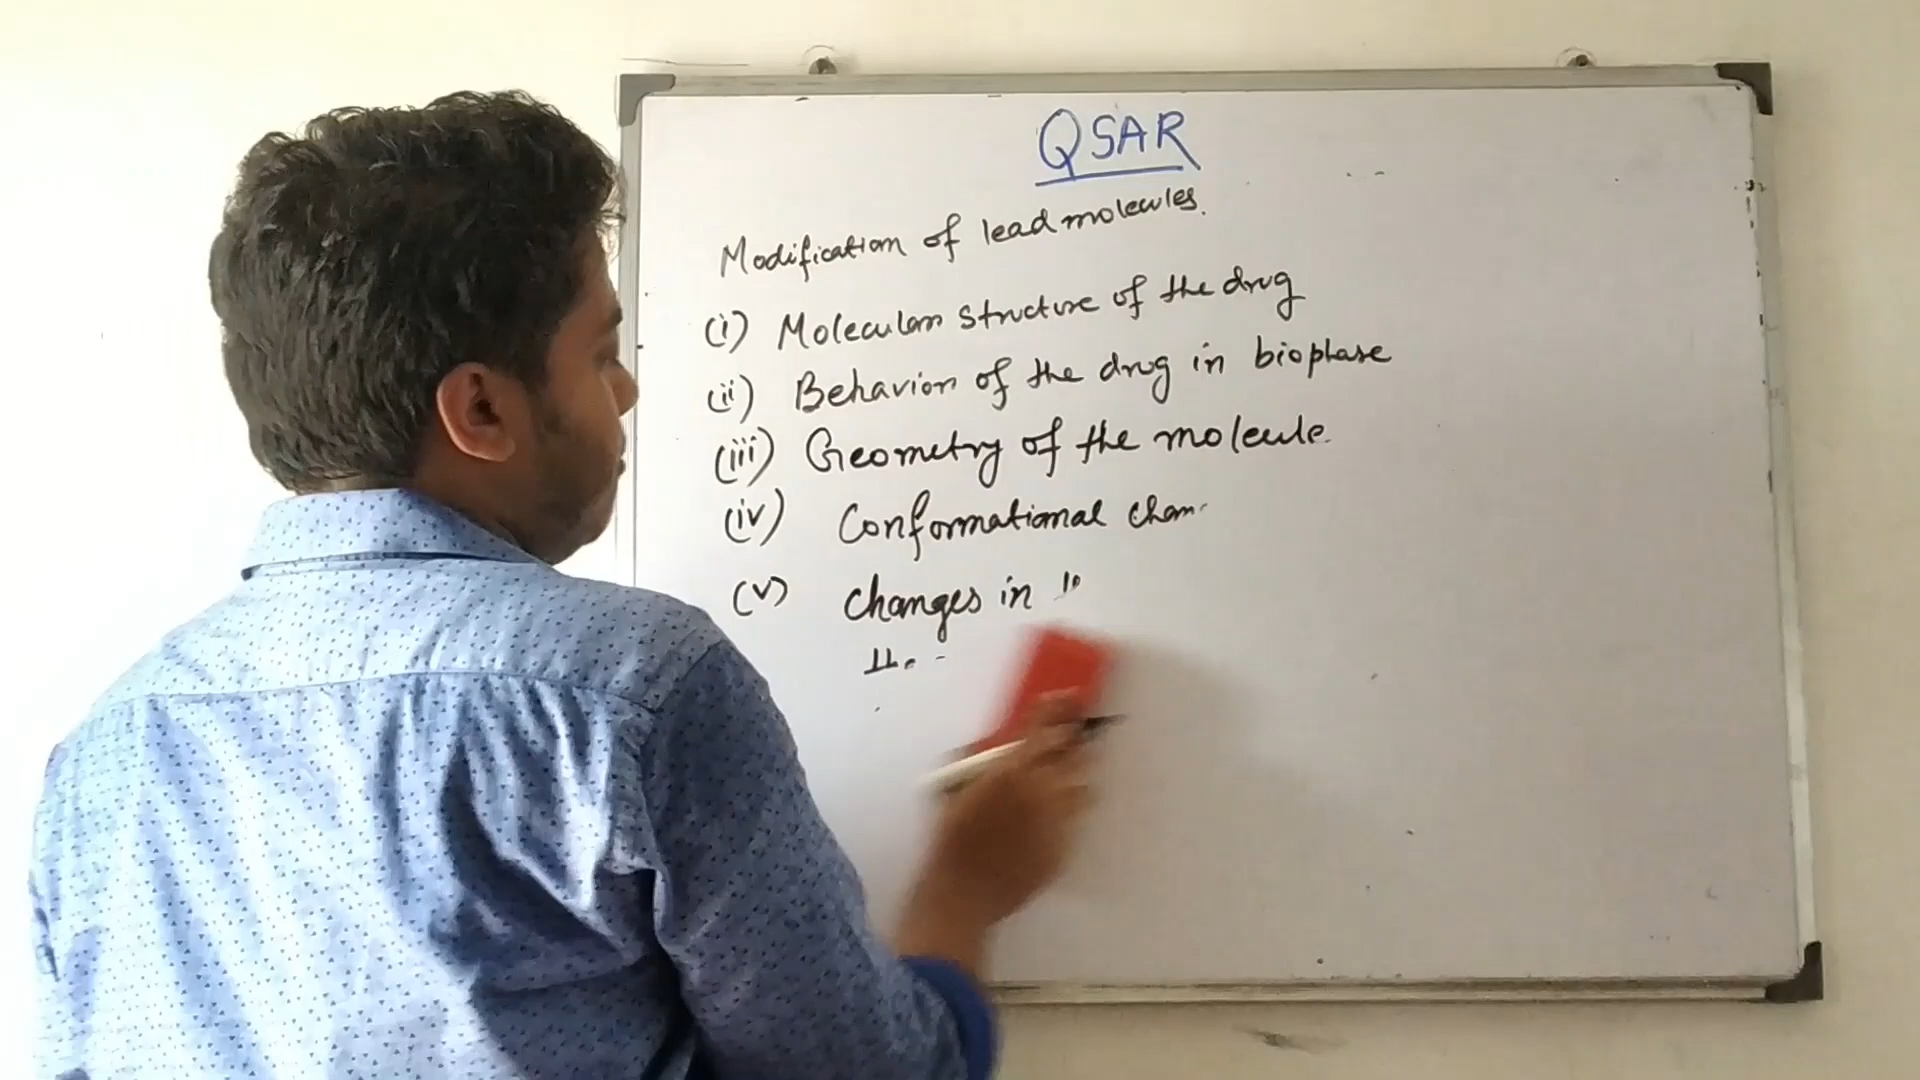 QSAR
Modification of lead molecules.
(i) Molecular structure of the drug
(ii) Behavior of the drug in biophase
(iii) Geometry of the molecule.
(iv) Conformational
(v) changes in